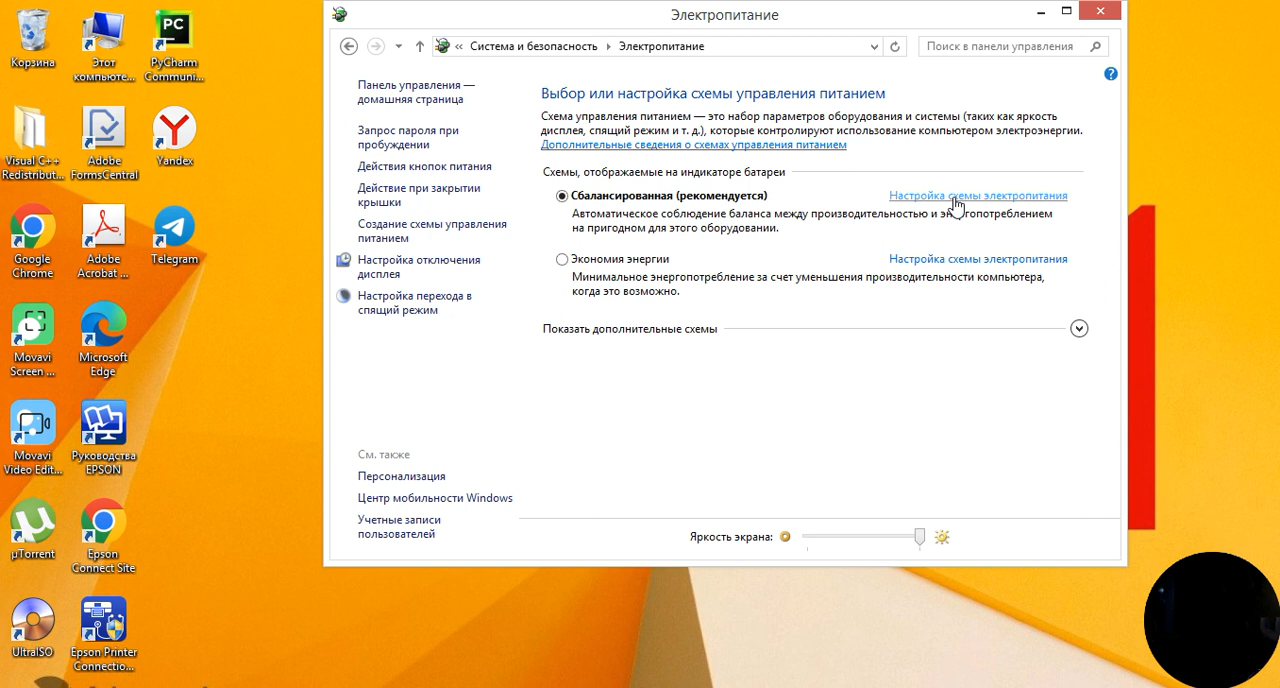 Корзина
Этот
компьюте...
PyCharm
Communi...
Visual C++
Redistribut...
Adobe
FormsCentral
Yandex
Google
Chrome
Adobe
Acrobat ...
Telegram
Movavi
Screen ...
Microsoft
Edge
Movavi
Video Edit...
Руководства
EPSON
µTorrent
Epson
Connect Site
UltraISO
Epson Printer
Connectio...
Электропитание
« Система и безопасность Электропитание
Поиск в панели управления
Панель управления —
домашняя страница
Запрос пароля при
пробуждении
Действия кнопок питания
Действие при закрытии
крышки
Создание схемы управления
питанием
Настройка отключения
дисплея
Настройка перехода в
спящий режим
См. также
Персонализация
Центр мобильности Windows
Учетные записи
пользователей
Выбор или настройка схемы управления питанием
Схема управления питанием — это набор параметров оборудования и системы (таких как яркость
дисплея, спящий режим и т. д.), которые контролируют использование компьютером электроэнергии.
Дополнительные сведения о схемах управления питанием
Схемы, отображаемые на индикаторе батареи
Сбалансированная (рекомендуется) Настройка схемы электропитания
Автоматическое соблюдение баланса между производительностью и энергопотреблением
на пригодном для этого оборудовании.
Экономия энергии Настройка схемы электропитания
Минимальное энергопотребление за счет уменьшения производительности компьютера,
когда это возможно.
Показать дополнительные схемы
Яркость экрана: